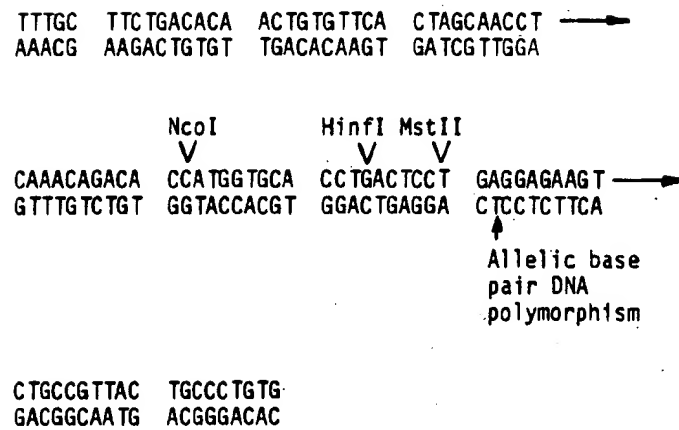 TTTGC TTCTGACACA ACTGTGTTCA CTAGCAACCT
AAACG AAGACTGTGT TGACACAAGT GATCGTTGGA
NcoI HinfI MstII
CAAACAGACA CCATGGTGCA CCTGACTCCT GAGGAGAAGT
GTTTGTCTGT GGTACCACGT GGACTGAGGA CTCCTCTTCA
Allelic base
pair DNA
polymorphism
CTGCCGTTAC TGCCCTGTG
GACGGCAATG ACGGGACAC